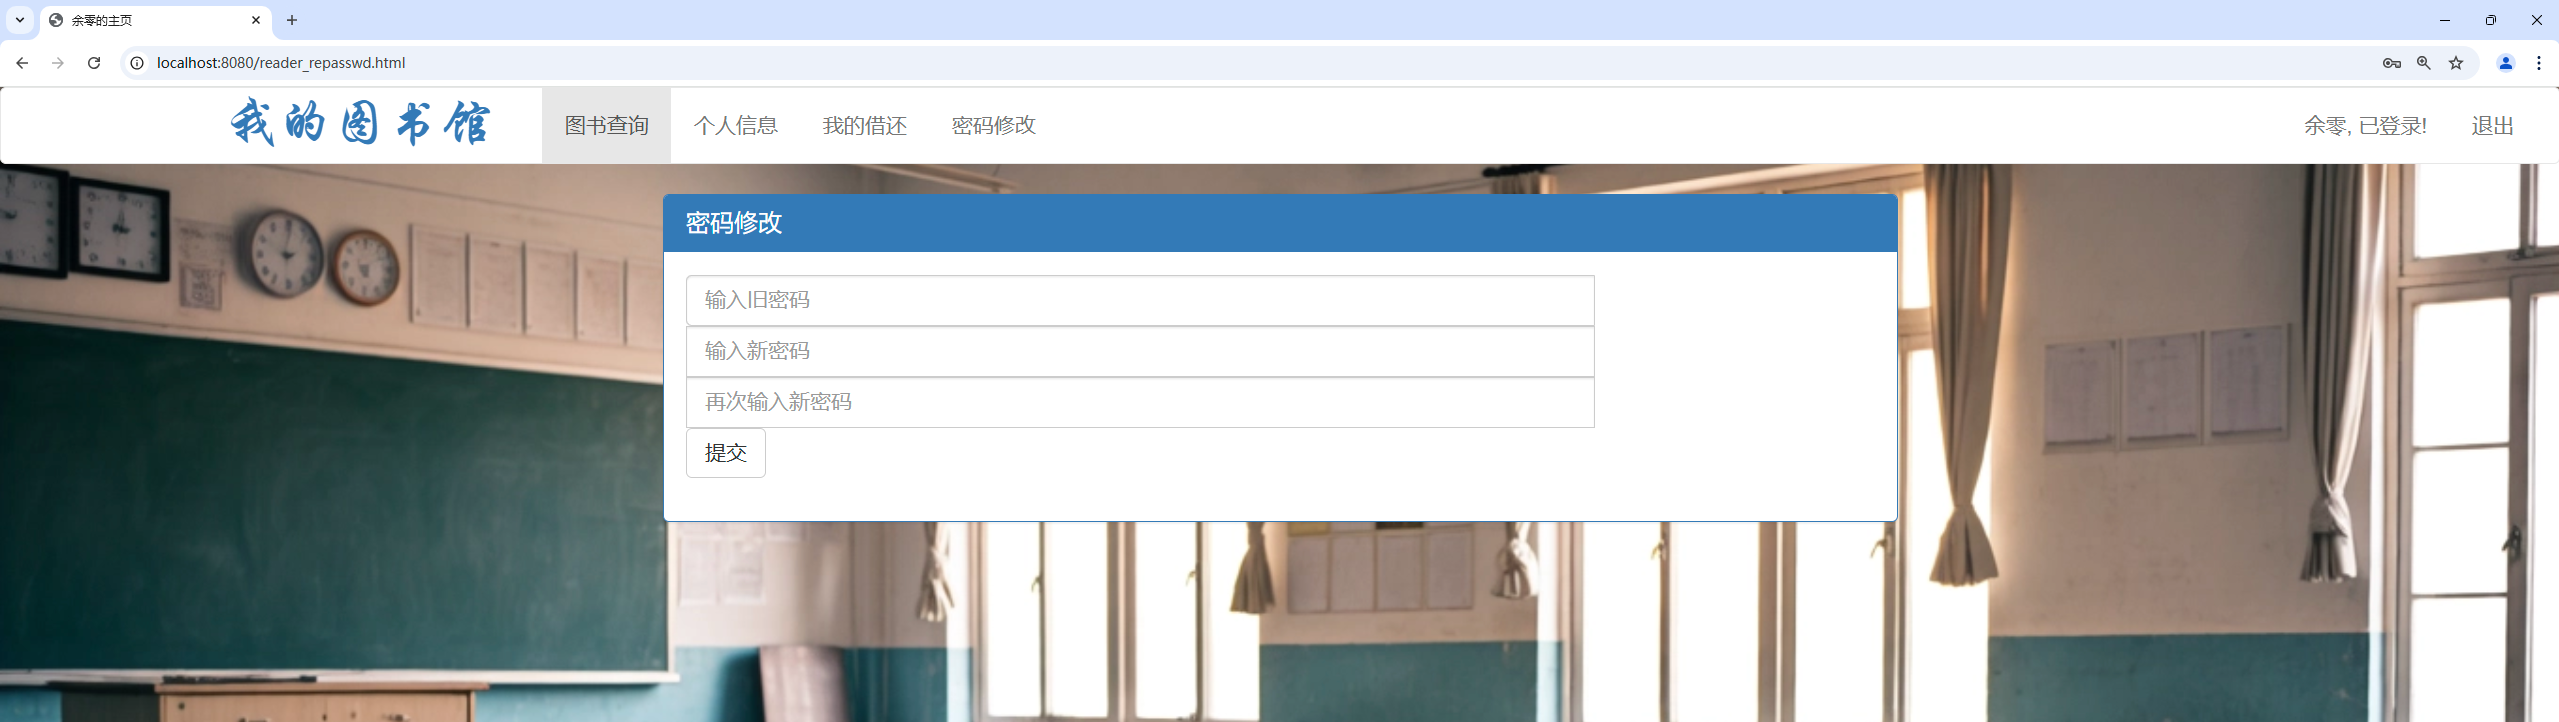 余零的主页
localhost:8080/reader_repasswd.html
我的图书馆 图书查询 个人信息 我的借还 密码修改 余零, 已登录! 退出
密码修改
输入旧密码
输入新密码
再次输入新密码
提交